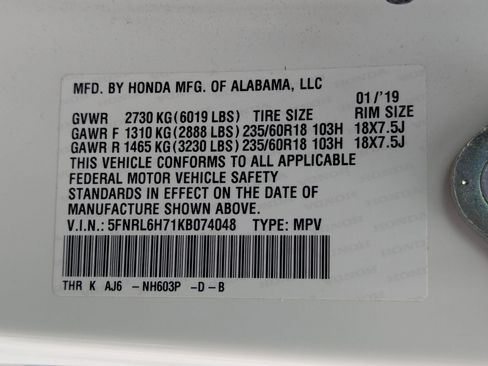 MFD. BY HONDA MFG. OF ALABAMA, LLC
01/'19
GVWR 2730 KG(6019 LBS) TIRE SIZE RIM SIZE
GAWR F 1310 KG(2888 LBS) 235/60R18 103H 18X7.5J
GAWR R 1465 KG(3230 LBS) 235/60R18 103H 18X7.5J
THIS VEHICLE CONFORMS TO ALL APPLICABLE
FEDERAL MOTOR VEHICLE SAFETY
STANDARDS IN EFFECT ON THE DATE OF
MANUFACTURE SHOWN ABOVE.
V.I.N.: 5FNRL6H71KB074048 TYPE: MPV
THR K AJ6 - NH603P -D - B